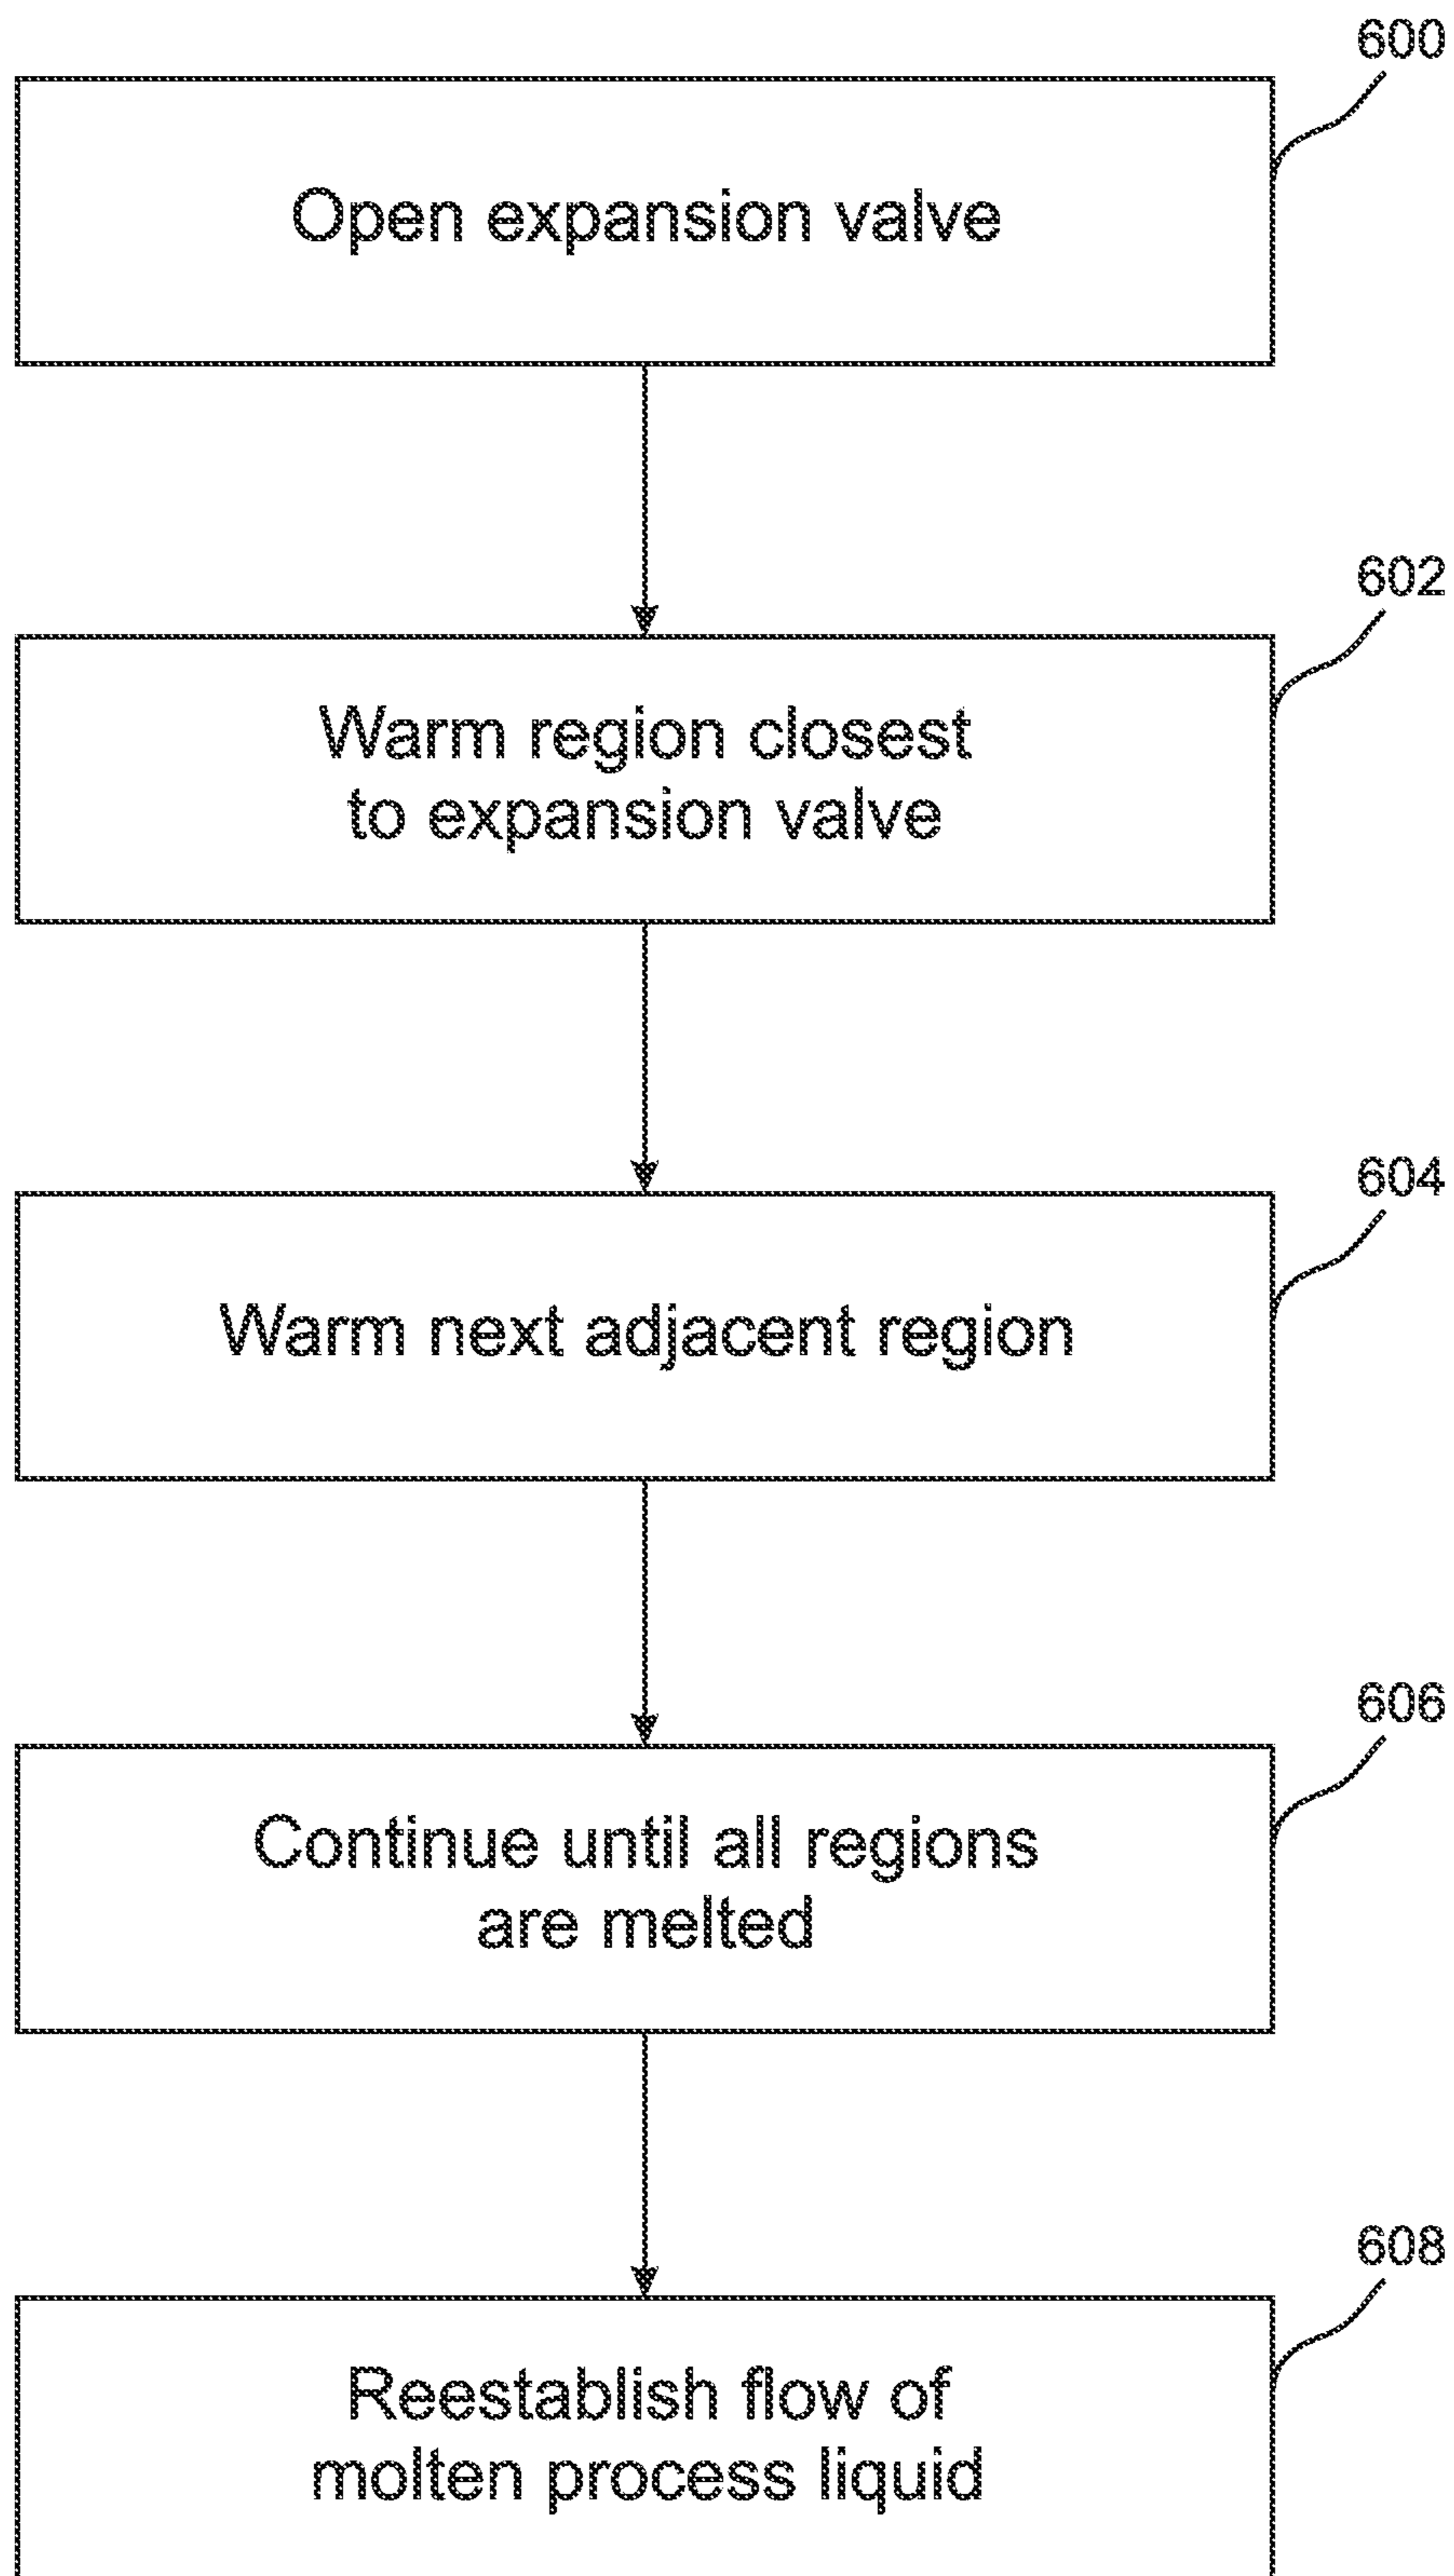 600
Open expansion valve
602
Warm region closest
to expansion valve
604
Warm next adjacent region
606
Continue until all regions
are melted
608
Reestablish flow of
molten process liquid